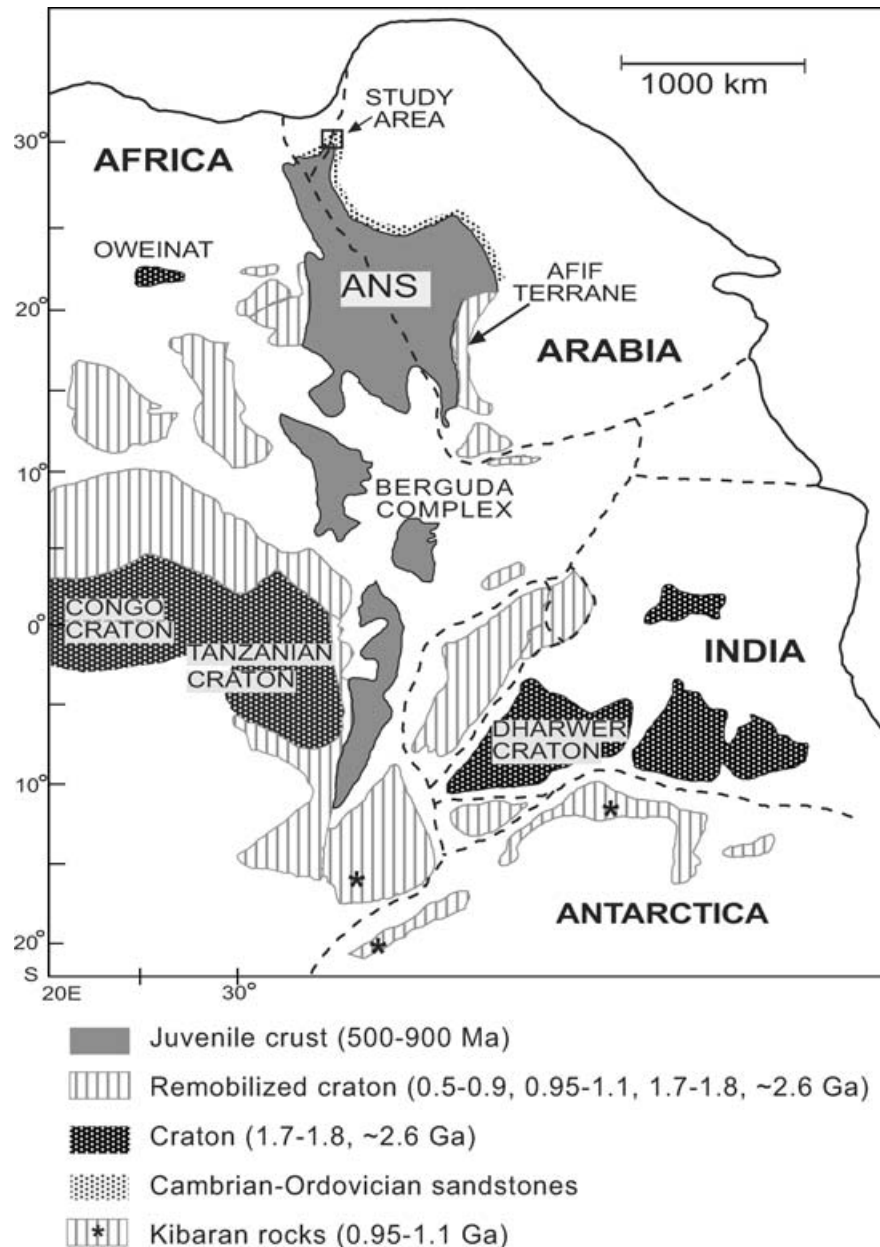 1000 km
STUDY
AREA
30°
AFRICA
OWEINAT
AFIF
TERRANE
ANS
20°
ARABIA
10°
BERGUDA
COMPLEX
CONGO
CRATON
0°
TANZANIAN
CRATON
INDIA
DHARWER
CRATON
10°
*
*
ANTARCTICA
*
20°
S
20E
30°
Juvenile crust (500-900 Ma)
Remobilized craton (0.5-0.9, 0.95-1.1, 1.7-1.8, ~2.6 Ga)
Craton (1.7-1.8, ~2.6 Ga)
Cambrian-Ordovician sandstones
* Kibaran rocks (0.95-1.1 Ga)